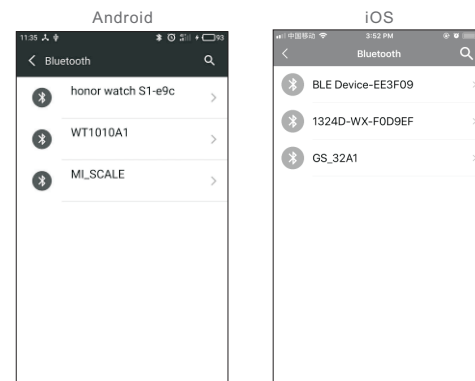 Android
11:35
93
Bluetooth
honor watch S1-e9c
WT1010A1
MI_SCALE
iOS
中国移动
3:52 PM
Bluetooth
BLE Device-EE3F09
1324D-WX-F0D9EF
GS_32A1